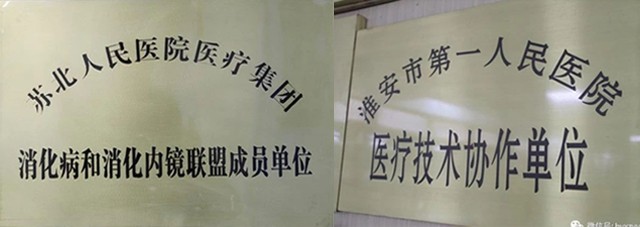 苏北人民医院医疗集团
消化病和消化内镜联盟成员单位
淮安市第一人民医院
医疗技术协作单位